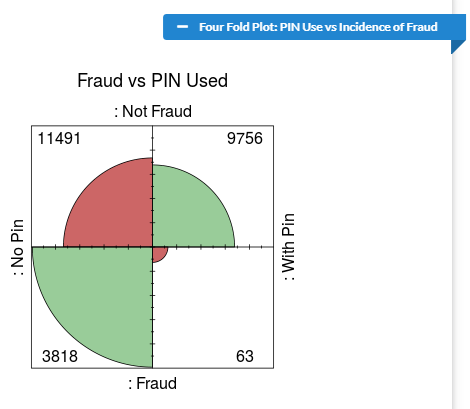 Four Fold Plot: PIN Use vs Incidence of Fraud
Fraud vs PIN Used
: Not Fraud
11491
9756
: No Pin
: With Pin
3818
63
: Fraud